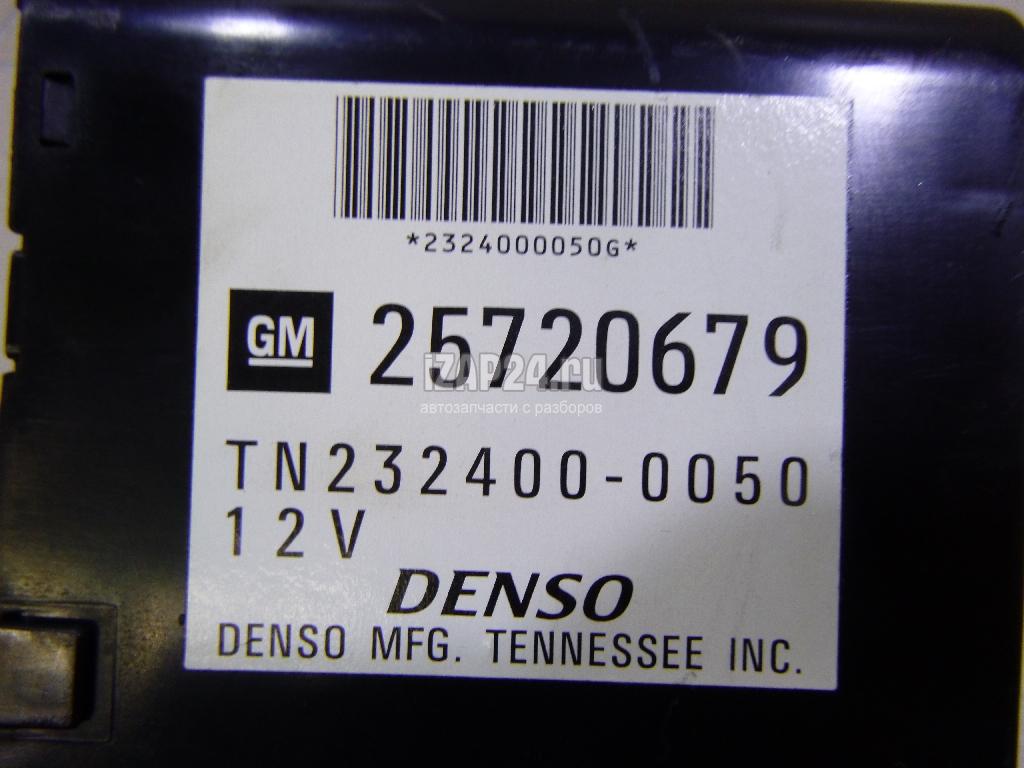 *2324000050G*
GM 25720679
iZAP24.ru
автозапчасти с разборов
TN232400-0050
12V
DENSO
DENSO MFG. TENNESSEE INC.